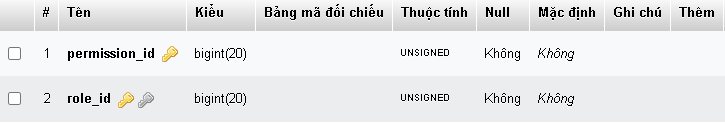 # Tên Kiểu Bảng mã đối chiếu Thuộc tính Null Mặc định Ghi chú Thêm
1 permission_id bigint(20) UNSIGNED Không Không
2 role_id bigint(20) UNSIGNED Không Không